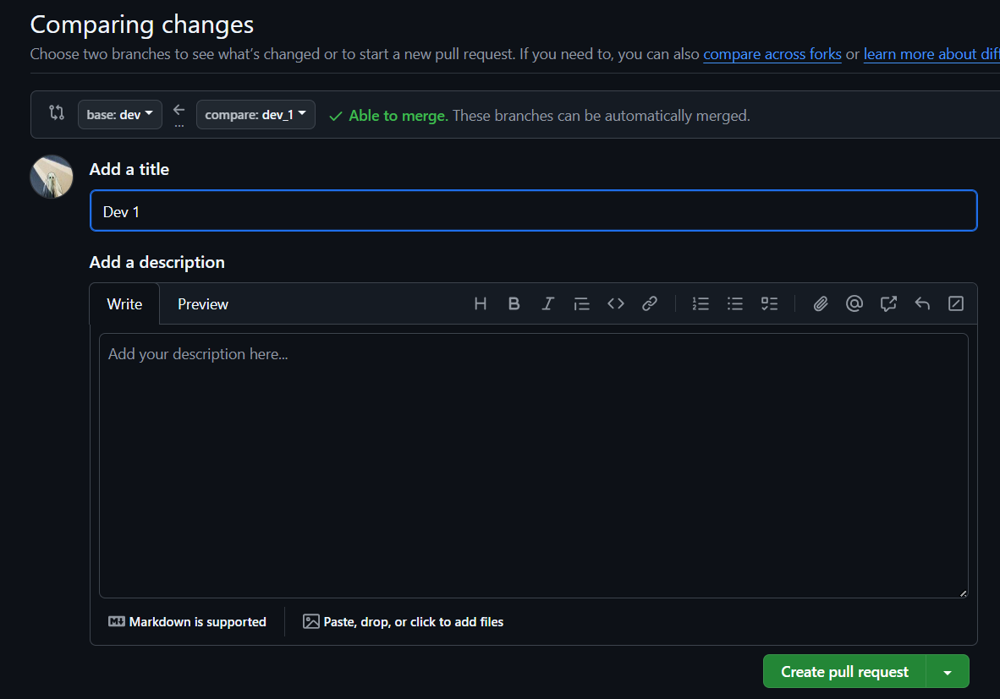 Comparing changes
Choose two branches to see what's changed or to start a new pull request. If you need to, you can also compare across forks or learn more about diff
base: dev ... compare: dev_1 Able to merge. These branches can be automatically merged.
Add a title
Dev 1
Add a description
Write Preview
Add your description here...
Markdown is supported Paste, drop, or click to add files
Create pull request